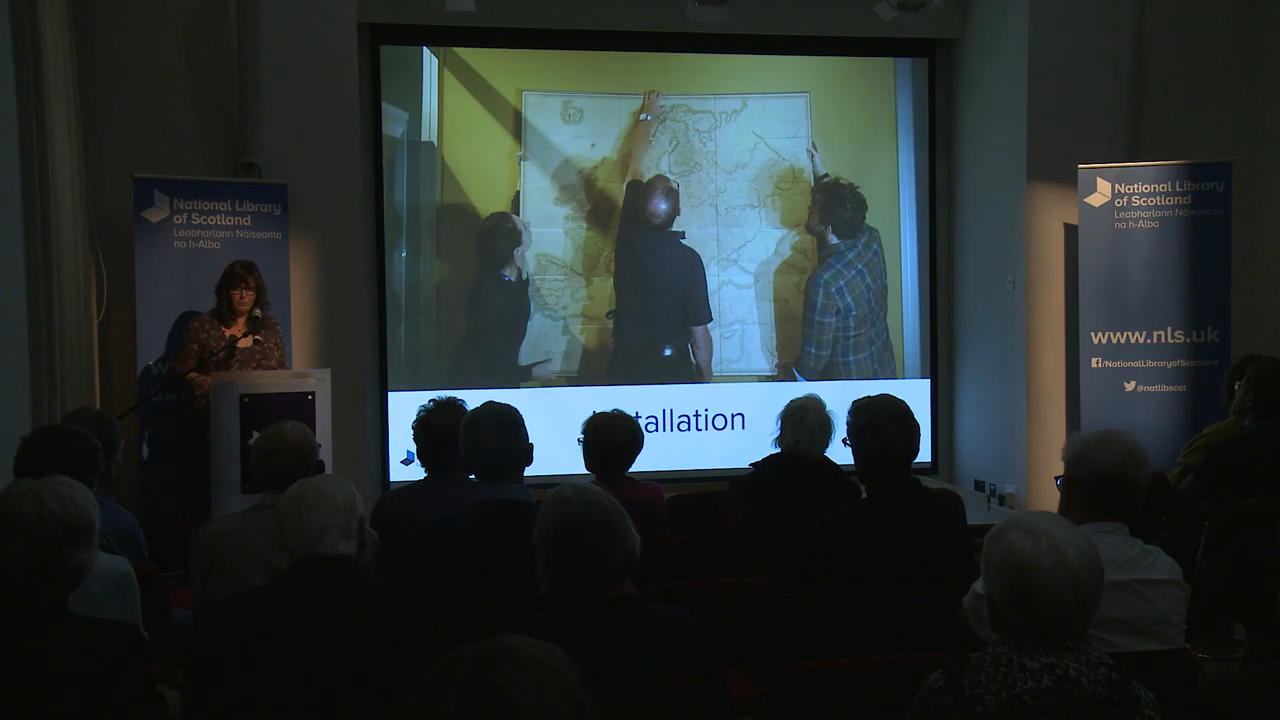 National Library
of Scotland
Leabharlann Nàiseanta
na h-Alba
National Library
of Scotland
Leabharlann Nàiseanta
na h-Alba
www.nls.uk
/NationalLibraryofScotland
@natlibscot
tallation